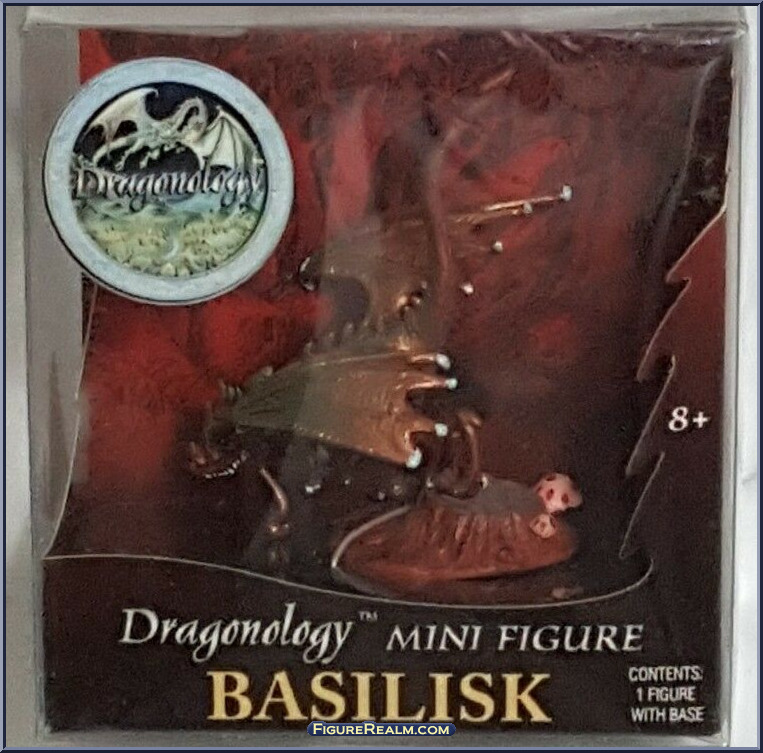 Dragonology
8+
Dragonology™ MINI FIGURE
BASILISK
CONTENTS:
1 FIGURE
WITH BASE
FIGUREREALM.COM